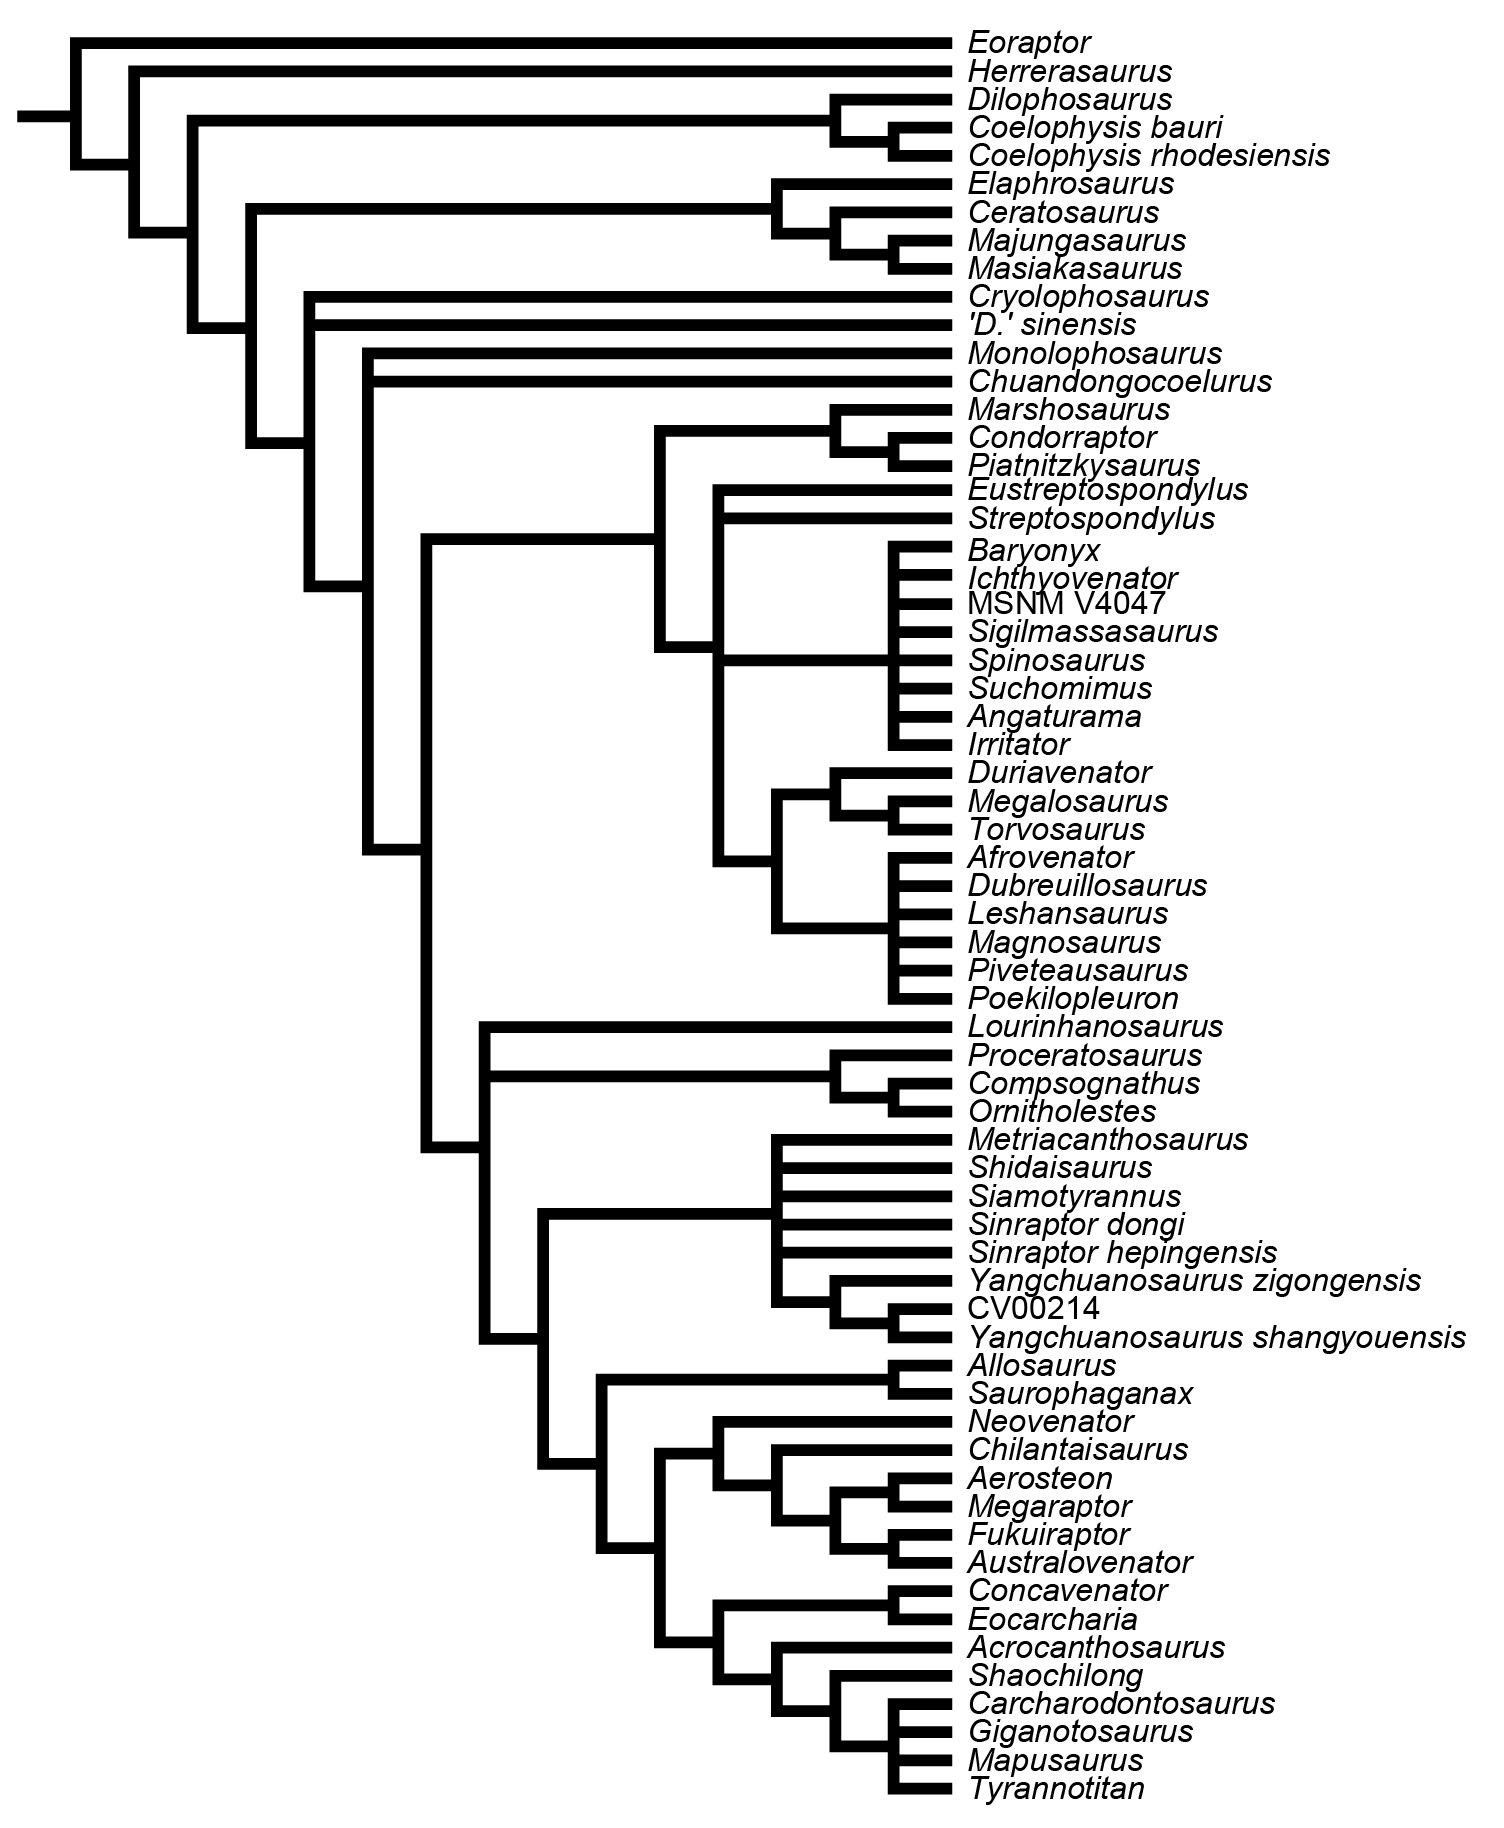 Eoraptor
Herrerasaurus
Dilophosaurus
Coelophysis bauri
Coelophysis rhodesiensis
Elaphrosaurus
Ceratosaurus
Majungasaurus
Masiakasaurus
Cryolophosaurus
'D.' sinensis
Monolophosaurus
Chuandongocoelurus
Marshosaurus
Condorraptor
Piatnitzkysaurus
Eustreptospondylus
Streptospondylus
Baryonyx
Ichthyovenator
MSNM V4047
Sigilmassasaurus
Spinosaurus
Suchomimus
Angaturama
Irritator
Duriavenator
Megalosaurus
Torvosaurus
Afrovenator
Dubreuillosaurus
Leshansaurus
Magnosaurus
Piveteausaurus
Poekilopleuron
Lourinhanosaurus
Proceratosaurus
Compsognathus
Ornitholestes
Metriacanthosaurus
Shidaisaurus
Siamotyrannus
Sinraptor dongi
Sinraptor hepingensis
Yangchuanosaurus zigongensis
CV00214
Yangchuanosaurus shangyouensis
Allosaurus
Saurophaganax
Neovenator
Chilantaisaurus
Aerosteon
Megaraptor
Fukuiraptor
Australovenator
Concavenator
Eocarcharia
Acrocanthosaurus
Shaochilong
Carcharodontosaurus
Giganotosaurus
Mapusaurus
Tyrannotitan